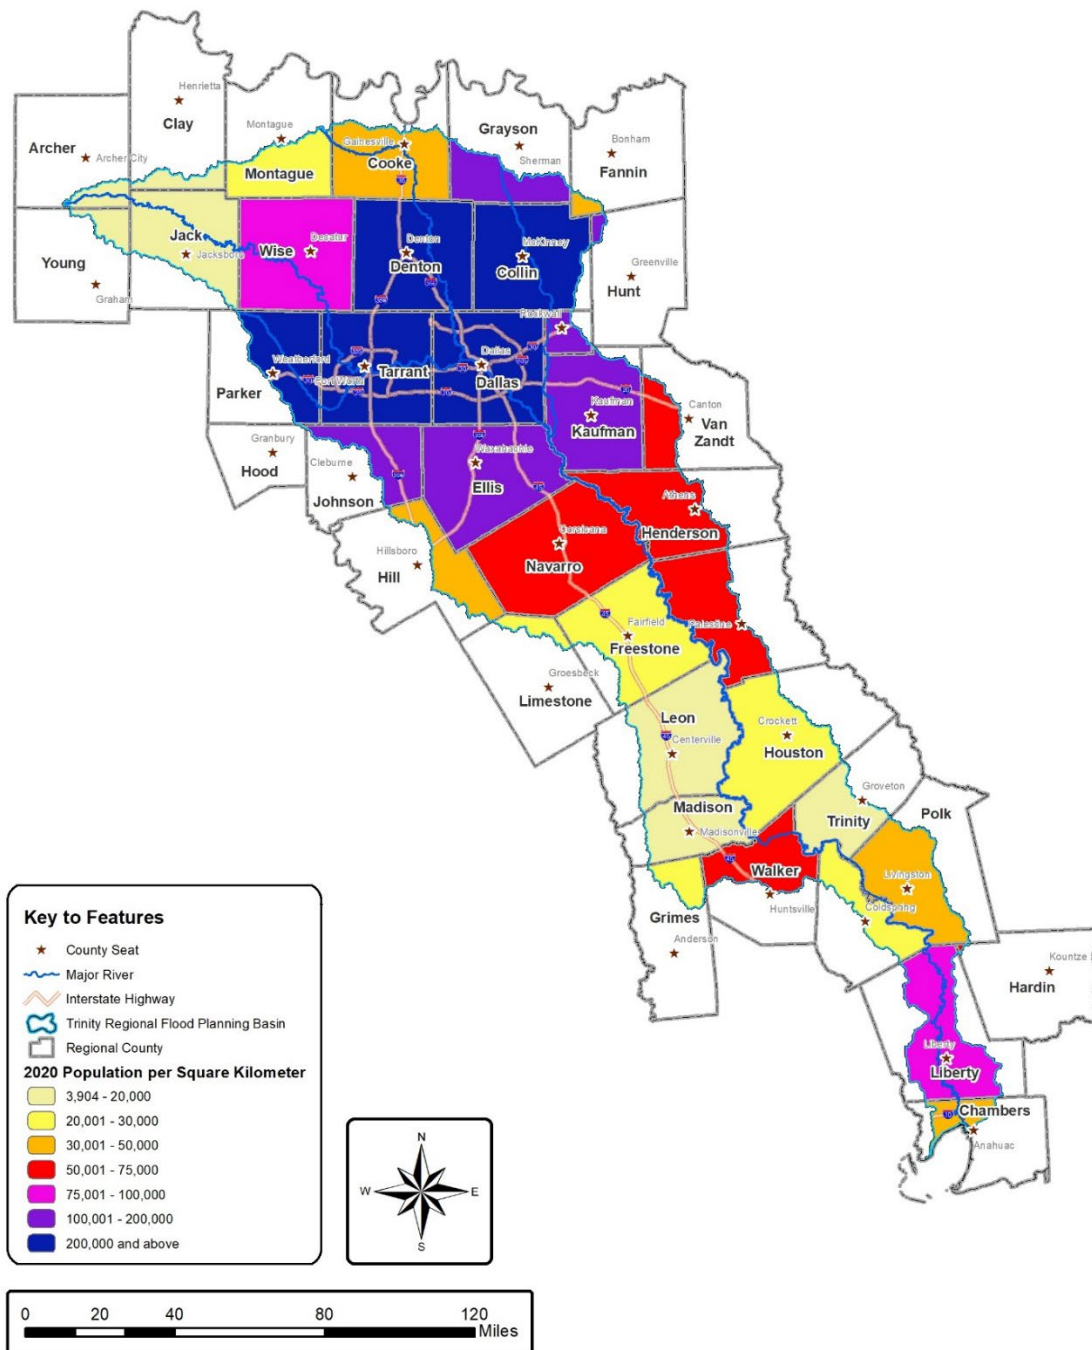 Henrietta
Clay
Archer
Archer City
Montague
Montague
Gainesville
Cooke
Grayson
Sherman
Bonham
Fannin
Young
Graham
Jack
Jacksboro
Wise
Decatur
Denton
Denton
McKinney
Collin
Greenville
Hunt
Rockwall
Parker
Weatherford
Fort Worth
Tarrant
Dallas
Dallas
Kaufman
Kaufman
Canton
Van
Zandt
Granbury
Hood
Cleburne
Johnson
Waxahachie
Ellis
Athens
Henderson
Hillsboro
Hill
Corsicana
Navarro
Palestine
Fairfield
Freestone
Groesbeck
Limestone
Leon
Centerville
Crockett
Houston
Madison
Madisonville
Groveton
Trinity
Polk
Livingston
Walker
Huntsville
Coldspring
Grimes
Anderson
Kountze
Hardin
Liberty
Liberty
Chambers
Anahuac
10
Key to Features
County Seat
Major River
Interstate Highway
Trinity Regional Flood Planning Basin
Regional County
2020 Population per Square Kilometer
3,904 - 20,000
20,001 - 30,000
30,001 - 50,000
50,001 - 75,000
75,001 - 100,000
100,001 - 200,000
200,000 and above
N
W E
S
0 20 40 80 120
Miles